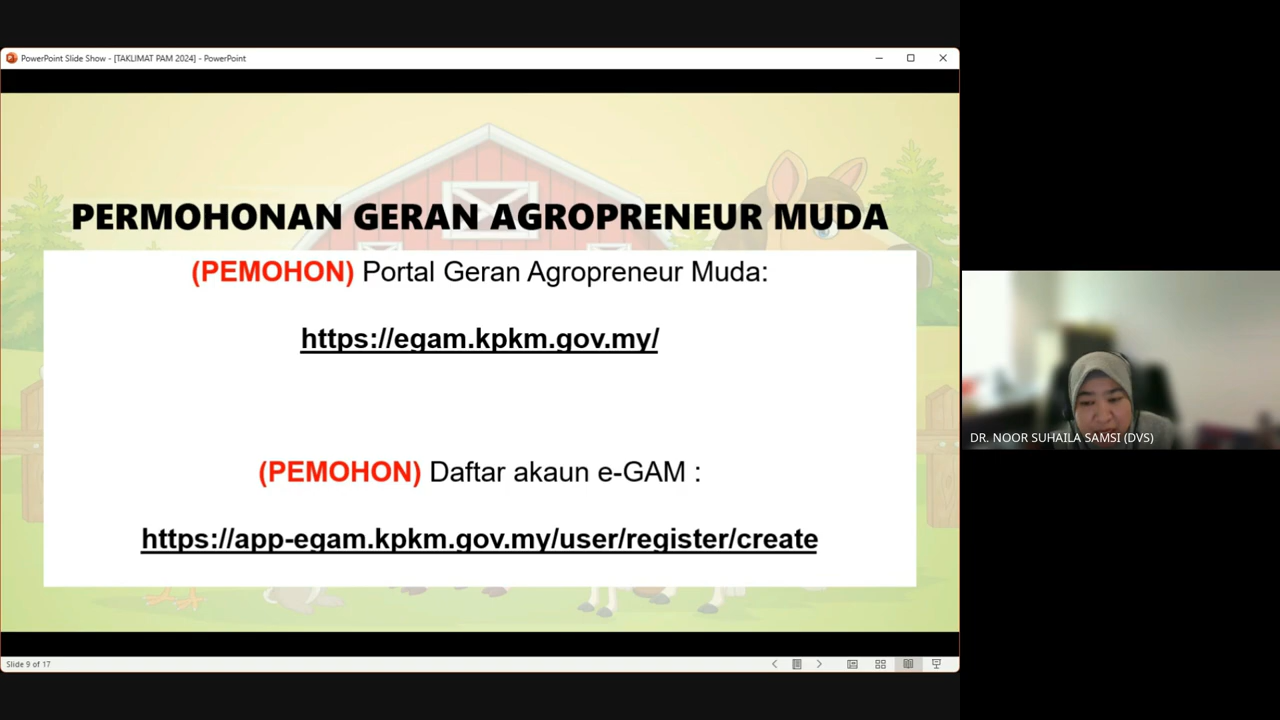 PowerPoint Slide Show - [TAKLIMAT PAM 2024] - PowerPoint
PERMOHONAN GERAN AGROPRENEUR MUDA
(PEMOHON) Portal Geran Agropreneur Muda:
https://egam.kpkm.gov.my/
(PEMOHON) Daftar akaun e-GAM :
https://app-egam.kpkm.gov.my/user/register/create
DR. NOOR SUHAILA SAMSI (DVS)
Slide 9 of 17